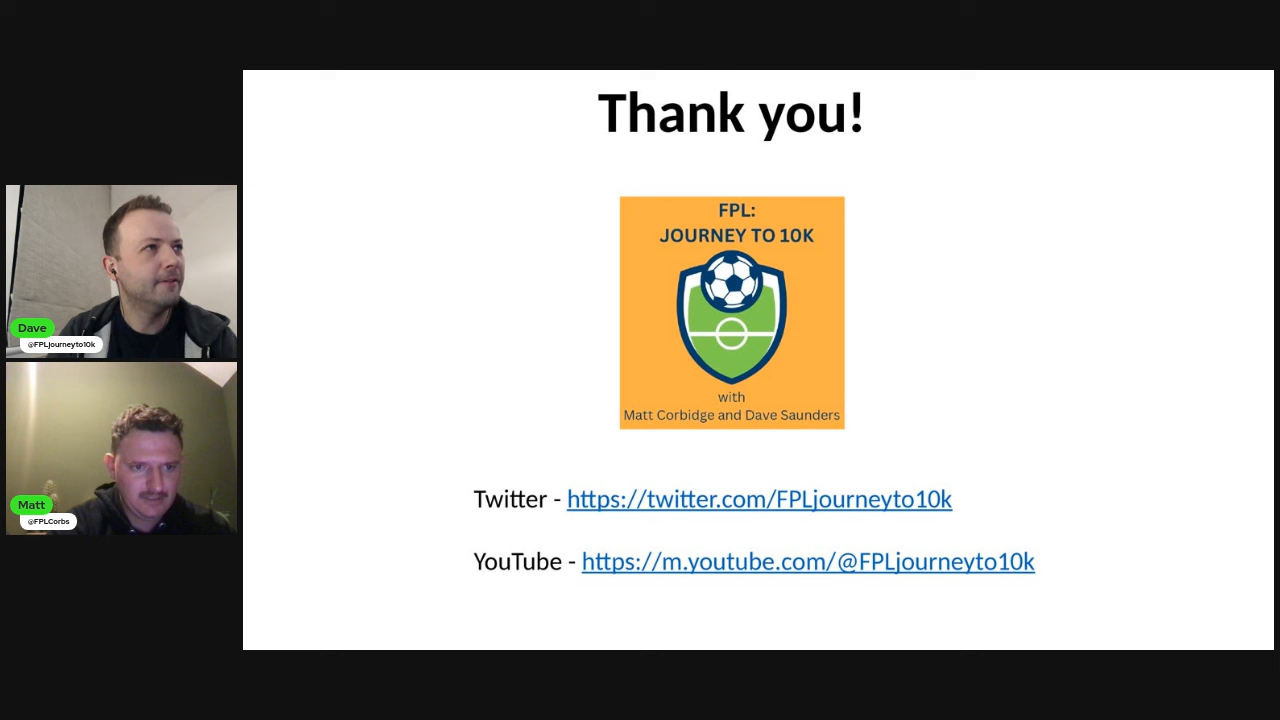 Thank you!
FPL:
JOURNEY TO 10K
with
Matt Corbidge and Dave Saunders
Twitter - https://twitter.com/FPLjourneyto10k
YouTube - https://m.youtube.com/@FPLjourneyto10k
Dave
@FPLjourneyto10k
Matt
@FPLCorbs